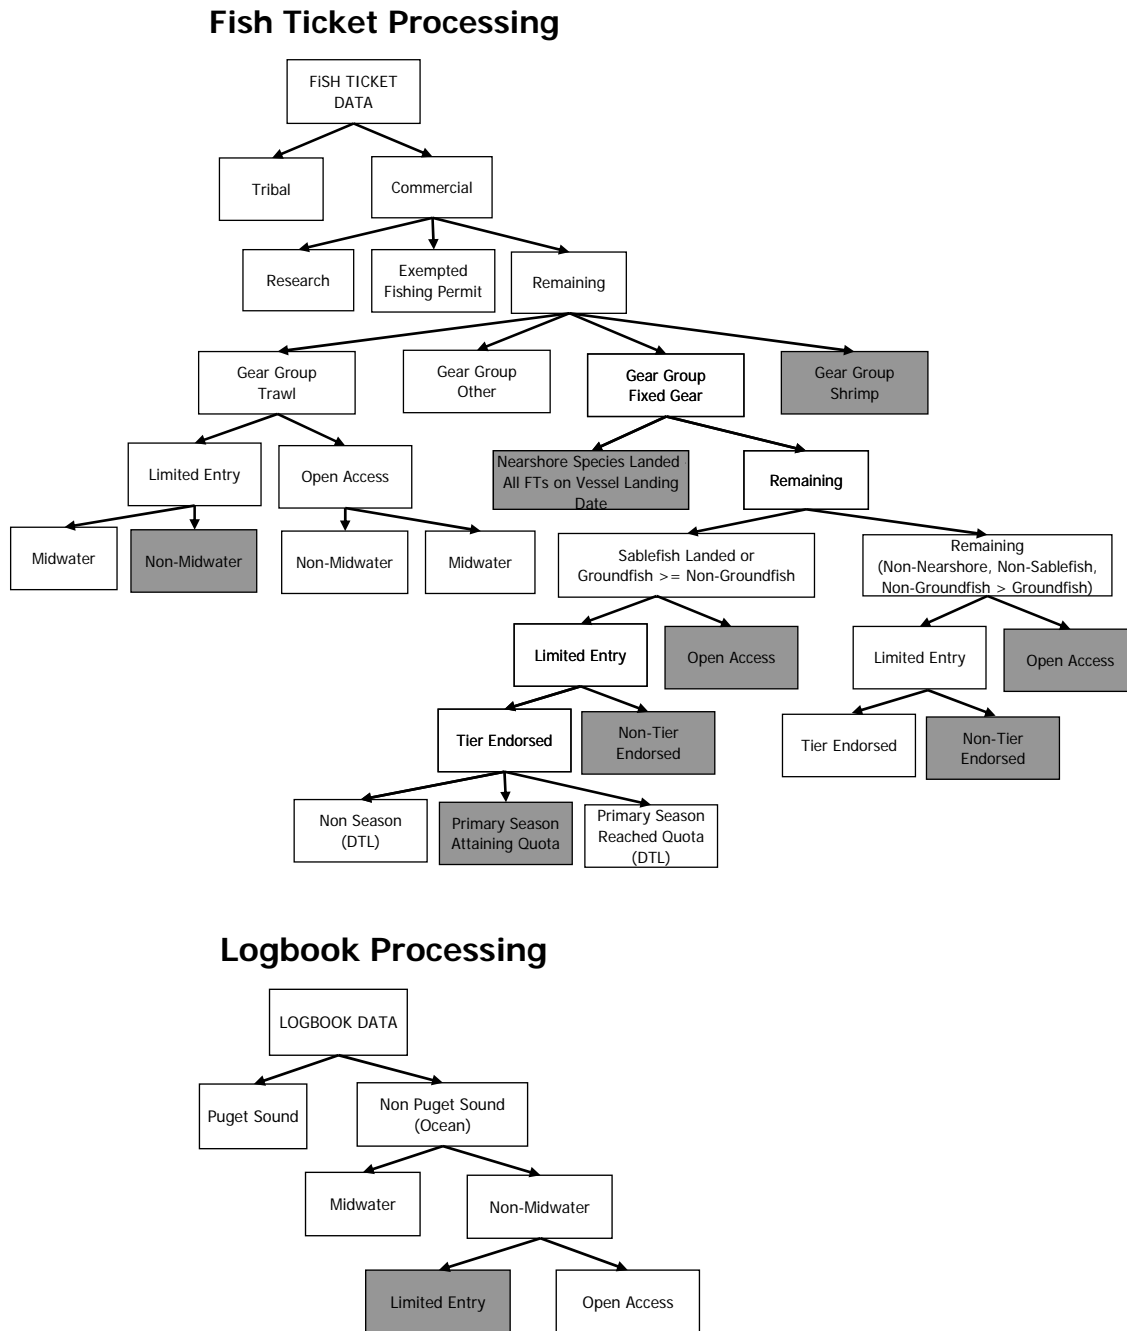 Fish Ticket Processing
FiSH TICKET
DATA
Tribal
Commercial
Research
Exempted
Fishing Permit
Remaining
Gear Group
Trawl
Gear Group
Other
Gear Group
Fixed Gear
Gear Group
Shrimp
Limited Entry
Open Access
Nearshore Species Landed
All FTs on Vessel Landing
Date
Remaining
Midwater
Non-Midwater
Non-Midwater
Midwater
Sablefish Landed or
Groundfish >= Non-Groundfish
Remaining
(Non-Nearshore, Non-Sablefish,
Non-Groundfish > Groundfish)
Limited Entry
Open Access
Limited Entry
Open Access
Tier Endorsed
Non-Tier
Endorsed
Tier Endorsed
Non-Tier
Endorsed
Non Season
(DTL)
Primary Season
Attaining Quota
Primary Season
Reached Quota
(DTL)
Logbook Processing
LOGBOOK DATA
Puget Sound
Non Puget Sound
(Ocean)
Midwater
Non-Midwater
Limited Entry
Open Access